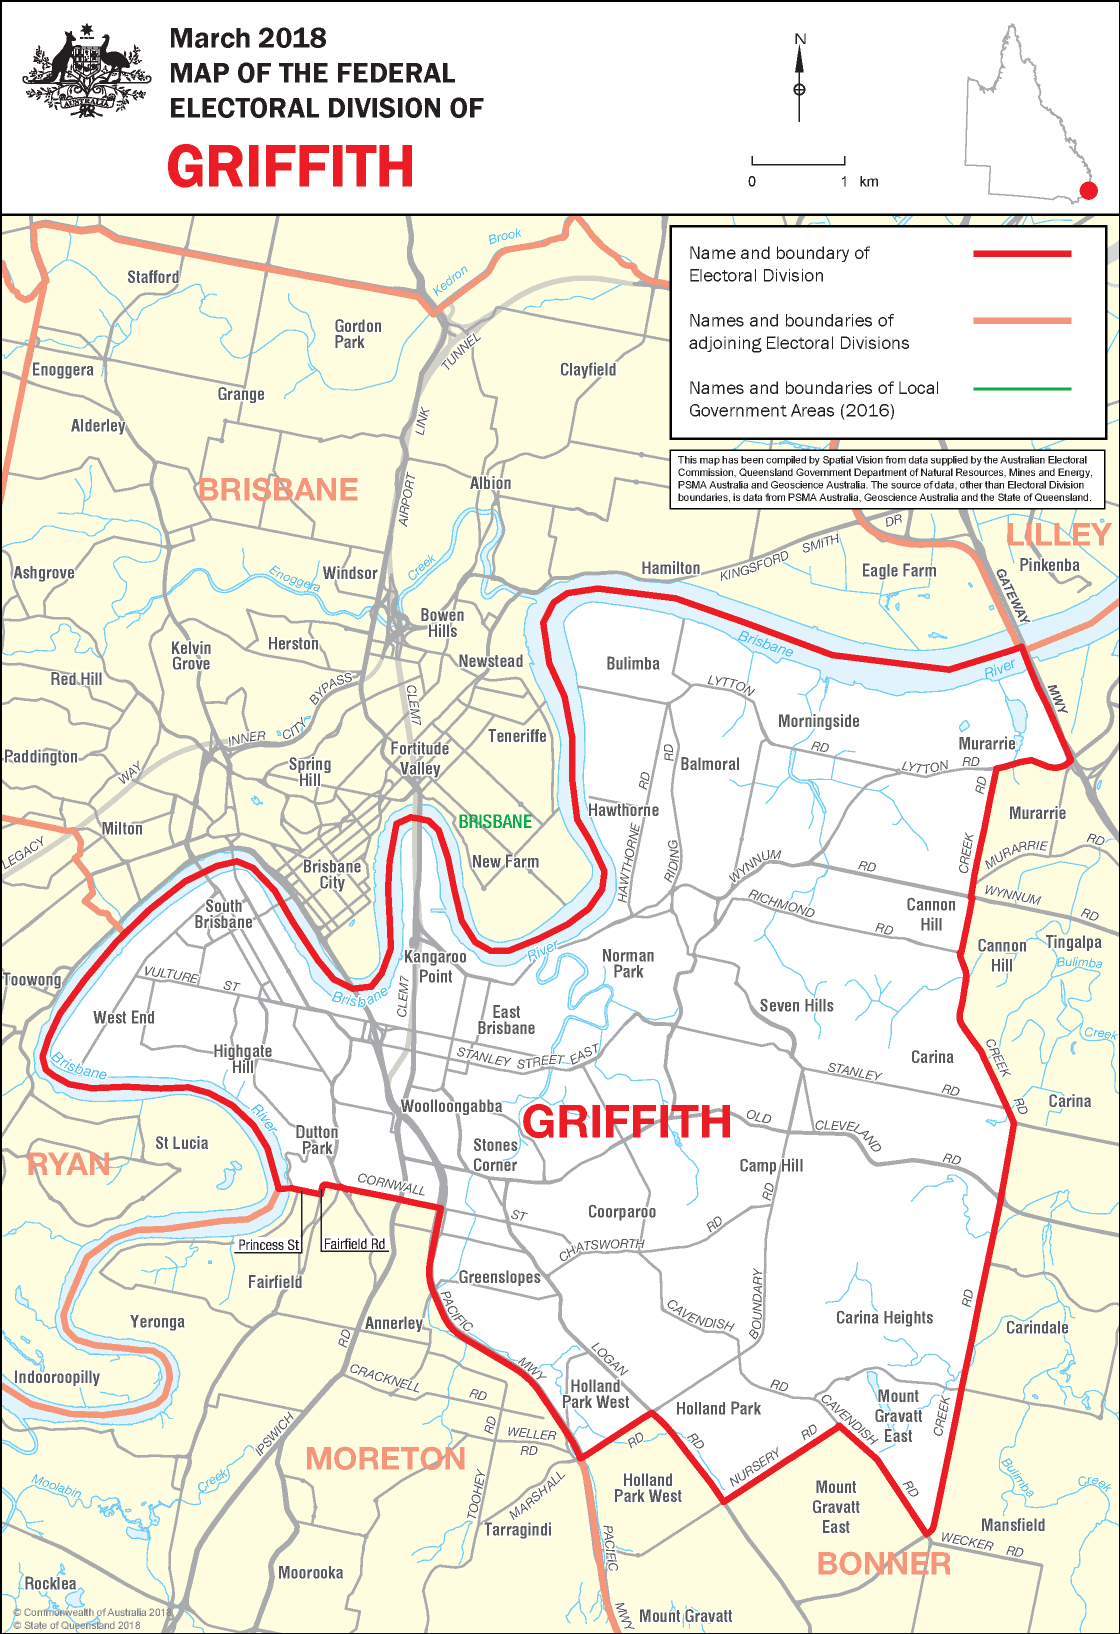 March 2018
MAP OF THE FEDERAL
ELECTORAL DIVISION OF
GRIFFITH
AUSTRALIA
N
0 1 km
Name and boundary of
Electoral Division
Names and boundaries of
adjoining Electoral Divisions
Names and boundaries of Local
Government Areas (2016)
This map has been compiled by Spatial Vision from data supplied by the Australian Electoral
Commission, Queensland Government Department of Natural Resources, Mines and Energy,
PSMA Australia and Geoscience Australia. The source of data, other than Electoral Division
boundaries, is data from PSMA Australia, Geoscience Australia and the State of Queensland.
Stafford
Kedron
Brook
Gordon
Park
TUNNEL
Enoggera
Clayfield
Grange
Alderley
LINK
BRISBANE
Albion
AIRPORT
DR
LILLEY
KINGSFORD SMITH
Ashgrove
Enoggera
Windsor
Creek
Hamilton
Eagle Farm
Pinkenba
GATEWAY
Bowen
Hills
Kelvin
Grove
Herston
Newstead
Bulimba
Brisbane
River
Red Hill
BYPASS
CLEM7
LYTTON
MWY
INNER CITY
Teneriffe
Morningside
Fortitude
Valley
RD
RD
Murarrie
Paddington
WAY
Spring
Hill
RD
Balmoral
LYTTON RD
RD
Hawthorne
Murarrie
BRISBANE
Milton
LEGACY
HAWTHORNE
RIDING
WYNNUM
RD
CREEK
MURARRIE
RD
Brisbane
City
New Farm
RICHMOND
WYNNUM
RD
South
Brisbane
RD
Cannon
Hill
Cannon
Hill
Tingalpa
Bulimba
Kangaroo
Point
River
Norman
Park
Toowong
VULTURE ST
Brisbane
CLEM7
Seven Hills
West End
East
Brisbane
Creek
Highgate
Hill
STANLEY STREET EAST
Carina
CREEK
Brisbane
STANLEY
RD
RD
Carina
River
Woolloongabba
GRIFFITH
OLD
CLEVELAND
RD
St Lucia
Dutton
Park
Stones
Corner
RYAN
Camp Hill
CORNWALL
RD
ST
Coorparoo
RD
Princess St
Fairfield Rd
CHATSWORTH
Fairfield
Greenslopes
BOUNDARY
RD
PACIFIC
Yeronga
Annerley
CAVENDISH
Carina Heights
Carindale
RD
LOGAN
MWY
Indooroopilly
CRACKNELL
RD
Holland
Park West
RD
Mount
Gravatt
East
Holland Park
CAVENDISH
CREEK
IPSWICH
RD
WELLER
RD
RD
RD
RD
MORETON
NURSERY
Moolabin
Creek
TOOHEY
MARSHALL
Holland
Park West
Mount
Gravatt
East
RD
Bulimba
Creek
Tarragindi
PACIFIC
Mansfield
WECKER RD
BONNER
Moorooka
Rocklea
MWY
Mount Gravatt
© Commonwealth of Australia 2018
© State of Queensland 2018